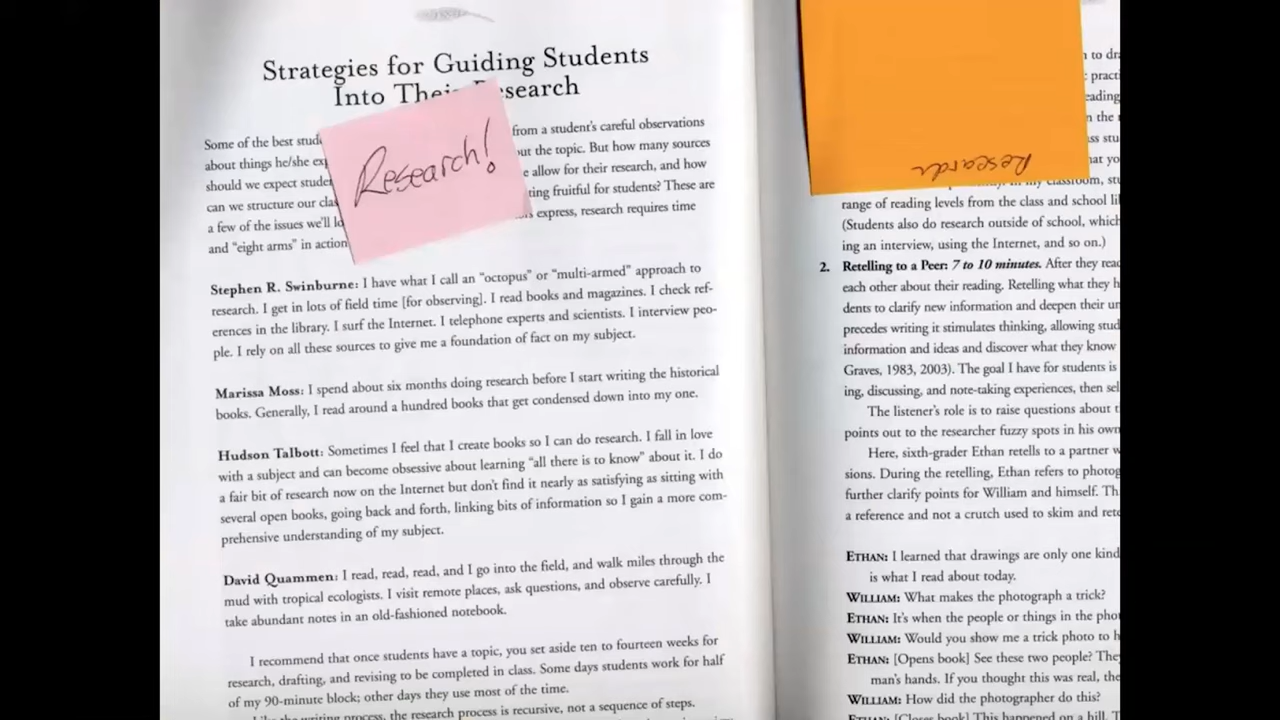 Strategies for Guiding Students
Into Their Research
Some of the best from a student's careful observations
about things he/she the topic. But how many sources
should we expect allow for their research, and how
can we structure our fruitful for students? These are
a few of the issues we'll express, research requires time
and "eight arms" in action
Research!
Stephen R. Swinburne: I have what I call an "octopus" or "multi-armed" approach to
research. I get in lots of field time [for observing]. I read books and magazines. I check ref-
erences in the library. I surf the Internet. I telephone experts and scientists. I interview peo-
ple. I rely on all these sources to give me a foundation of fact on my subject.
Marissa Moss: I spend about six months doing research before I start writing the historical
books. Generally, I read around a hundred books that get condensed down into my one.
Hudson Talbott: Sometimes I feel that I create books so I can do research. I fall in love
with a subject and can become obsessive about learning "all there is to know" about it. I do
a fair bit of research now on the Internet but don't find it nearly as satisfying as sitting with
several open books, going back and forth, linking bits of information so I gain a more com-
prehensive understanding of my subject.
David Quammen: I read, read, read, and I go into the field, and walk miles through the
mud with tropical ecologists. I visit remote places, ask questions, and observe carefully. I
take abundant notes in an old-fashioned notebook.
I recommend that once students have a topic, you set aside ten to fourteen weeks for
research, drafting, and revising to be completed in class. Some days students work for half
of my 90-minute block; other days they use most of the time.
the research process is recursive, not a sequence of steps.
Research
to
in the
range of reading levels from the class and school
(Students also do research outside of school, which
ing an interview, using the Internet, and so on.)
2. Retelling to a Peer: 7 to 10 minutes. After they
each other about their reading. Retelling what they
dents to clarify new information and deepen their
precedes writing it stimulates thinking, allowing
information and ideas and discover what they know
Graves, 1983, 2003). The goal I have for students is
ing, discussing, and note-taking experiences, then
The listener's role is to raise questions about
points out to the researcher fuzzy spots in his own
Here, sixth-grader Ethan retells to a partner
sions. During the retelling, Ethan refers to
further clarify points for William and himself.
a reference and not a crutch used to skim and
ETHAN: I learned that drawings are only one kind
is what I read about today.
WILLIAM: What makes the photograph a trick?
ETHAN: It's when the people or things in the
WILLIAM: Would you show me a trick photo to
ETHAN: [Opens book] See these two people?
man's hands. If you thought this was real, the
WILLIAM: How did the photographer do this?
ETHAN: [Closes book] This happened on a hill.